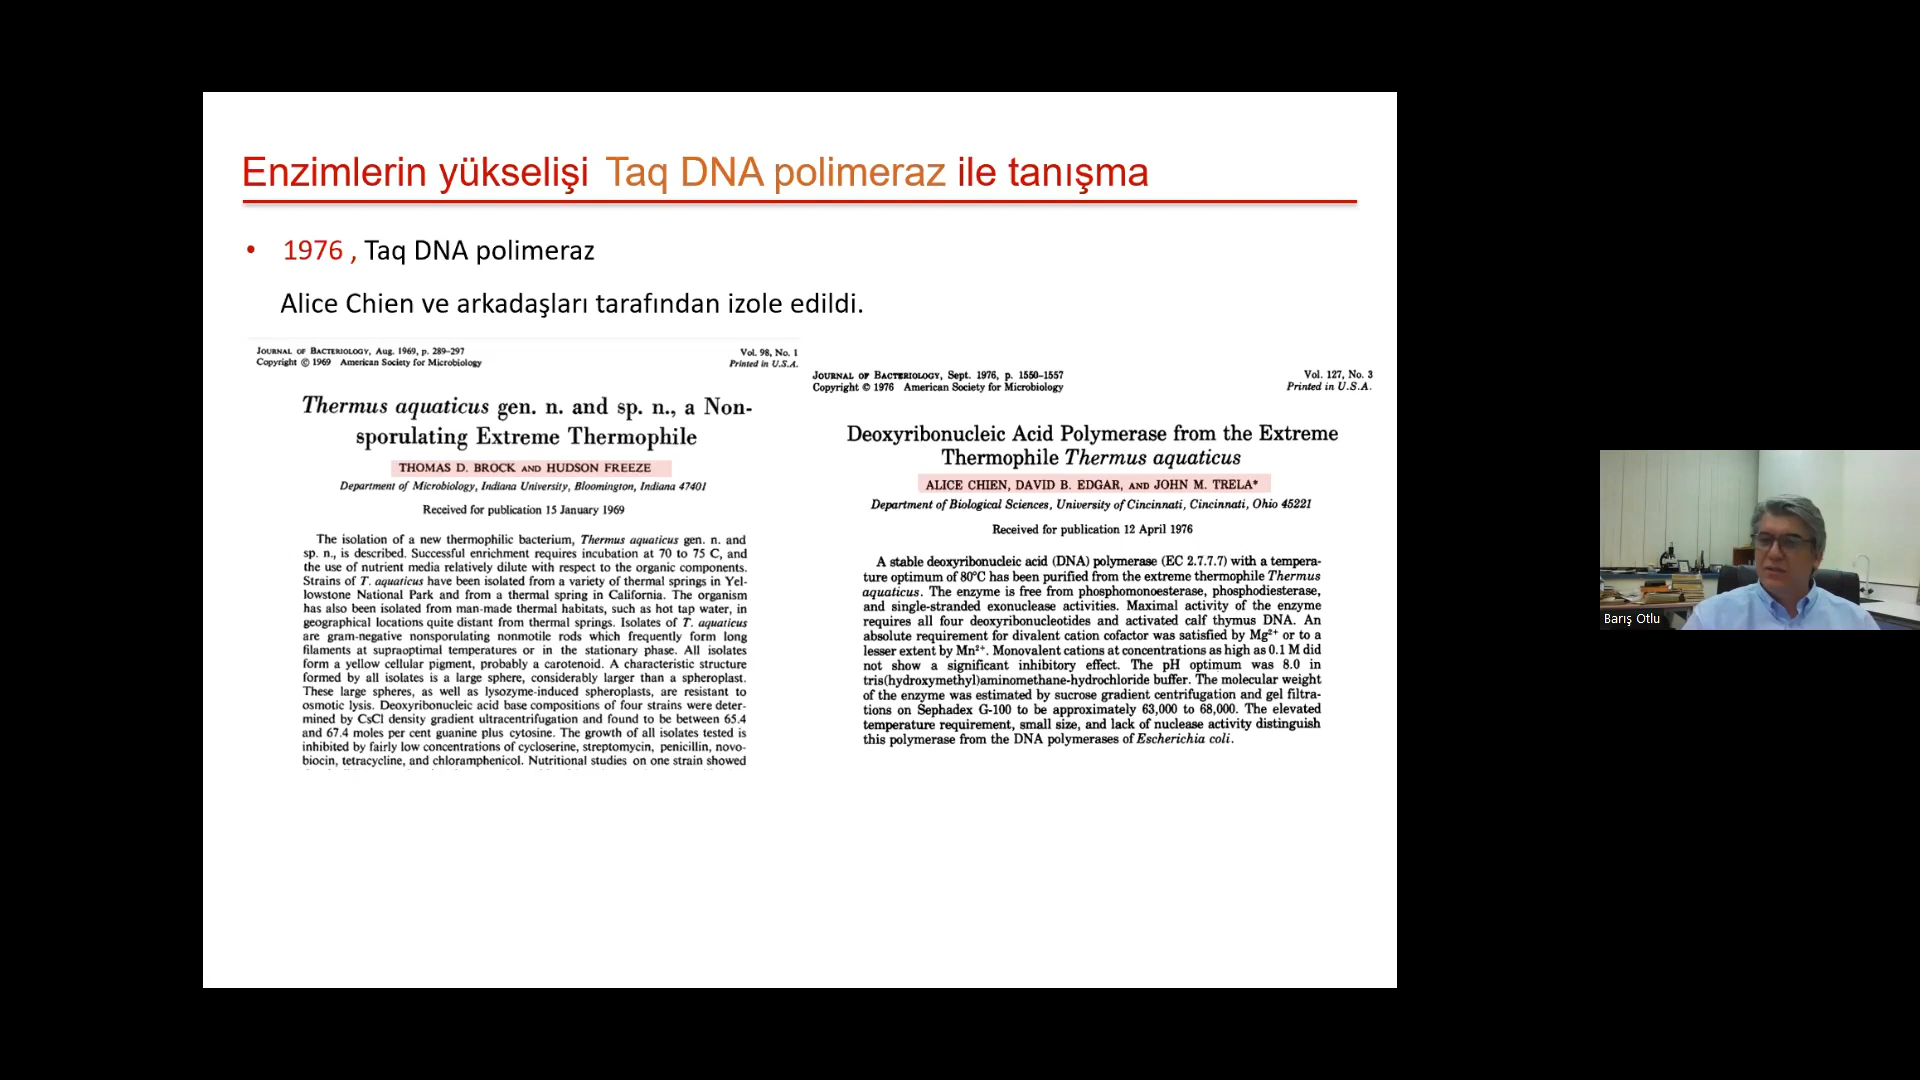 Enzimlerin yükselişi Taq DNA polimeraz ile tanışma
• 1976 , Taq DNA polimeraz
Alice Chien ve arkadaşları tarafından izole edildi.
JOURNAL OF BACTERIOLOGY, Aug. 1969, p. 289-297
Copyright © 1969 American Society for Microbiology
Vol. 98, No. 1
Printed in U.S.A.
Thermus aquaticus gen. n. and sp. n., a Non-
sporulating Extreme Thermophile
THOMAS D. BROCK AND HUDSON FREEZE
Department of Microbiology, Indiana University, Bloomington, Indiana 47401
Received for publication 15 January 1969
The isolation of a new thermophilic bacterium, Thermus aquaticus gen. n. and
sp. n., is described. Successful enrichment requires incubation at 70 to 75 C, and
the use of nutrient media relatively dilute with respect to the organic components.
Strains of T. aquaticus have been isolated from a variety of thermal springs in Yel-
lowstone National Park and from a thermal spring in California. The organism
has also been isolated from man-made thermal habitats, such as hot tap water, in
geographical locations quite distant from thermal springs. Isolates of T. aquaticus
are gram-negative nonsporulating nonmotile rods which frequently form long
filaments at supraoptimal temperatures or in the stationary phase. All isolates
form a yellow cellular pigment, probably a carotenoid. A characteristic structure
formed by all isolates is a large sphere, considerably larger than a spheroplast.
These large spheres, as well as lysozyme-induced spheroplasts, are resistant to
osmotic lysis. Deoxyribonucleic acid base compositions of four strains were deter-
mined by CsCl density gradient ultracentrifugation and found to be between 65.4
and 67.4 moles per cent guanine plus cytosine. The growth of all isolates tested is
inhibited by fairly low concentrations of cycloserine, streptomycin, penicillin, novo-
biocin, tetracycline, and chloramphenicol. Nutritional studies on one strain showed
JOURNAL OF BACTERIOLOGY, Sept. 1976, p. 1550-1557
Copyright © 1976 American Society for Microbiology
Vol. 127, No. 3
Printed in U.S.A.
Deoxyribonucleic Acid Polymerase from the Extreme
Thermophile Thermus aquaticus
ALICE CHIEN, DAVID B. EDGAR, AND JOHN M. TRELA*
Department of Biological Sciences, University of Cincinnati, Cincinnati, Ohio 45221
Received for publication 12 April 1976
A stable deoxyribonucleic acid (DNA) polymerase (EC 2.7.7.7) with a tempera-
ture optimum of 80°C has been purified from the extreme thermophile Thermus
aquaticus. The enzyme is free from phosphomonoesterase, phosphodiesterase,
and single-stranded exonuclease activities. Maximal activity of the enzyme
requires all four deoxyribonucleotides and activated calf thymus DNA. An
absolute requirement for divalent cation cofactor was satisfied by Mg²⁺ or to a
lesser extent by Mn²⁺. Monovalent cations at concentrations as high as 0.1 M did
not show a significant inhibitory effect. The pH optimum was 8.0 in
tris(hydroxymethyl)aminomethane-hydrochloride buffer. The molecular weight
of the enzyme was estimated by sucrose gradient centrifugation and gel filtra-
tions on Sephadex G-100 to be approximately 63,000 to 68,000. The elevated
temperature requirement, small size, and lack of nuclease activity distinguish
this polymerase from the DNA polymerases of Escherichia coli.
Barış Otlu